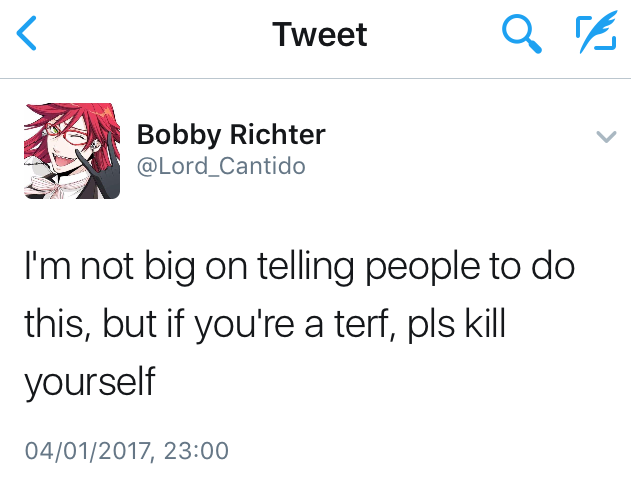 Tweet
Bobby Richter
@Lord_Cantido
I'm not big on telling people to do
this, but if you're a terf, pls kill
yourself
04/01/2017, 23:00